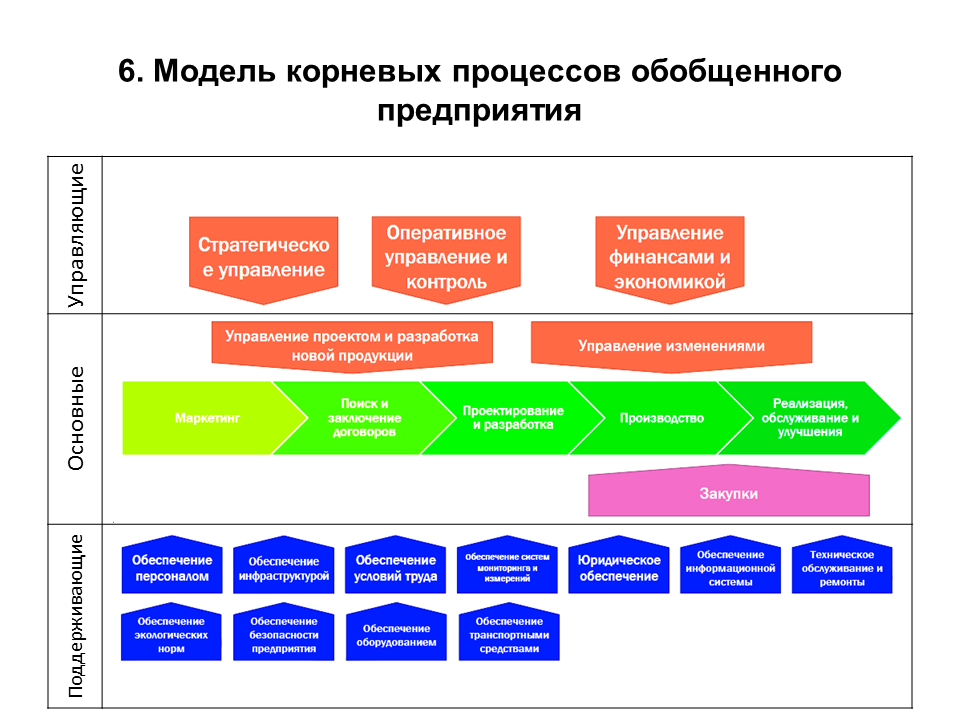 6. Модель корневых процессов обобщенного
предприятия
Управляющие
Стратегическо
е управление
Оперативное
управление и
контроль
Управление
финансами и
экономикой
Основные
Управление проектом и разработка
новой продукции
Управление изменениями
Маркетинг
Поиск и
заключение
договоров
Проектирование
и разработка
Производство
Реализация,
обслуживание и
улучшения
Закупки
Поддерживающие
Обеспечение
персоналом
Обеспечение
инфраструктурой
Обеспечение
условий труда
Обеспечение систем
мониторинга и
измерений
Юридическое
обеспечение
Обеспечение
информационной
системы
Техническое
обслуживание и
ремонты
Обеспечение
экологических
норм
Обеспечение
безопасности
предприятия
Обеспечение
оборудованием
Обеспечение
транспортными
средствами